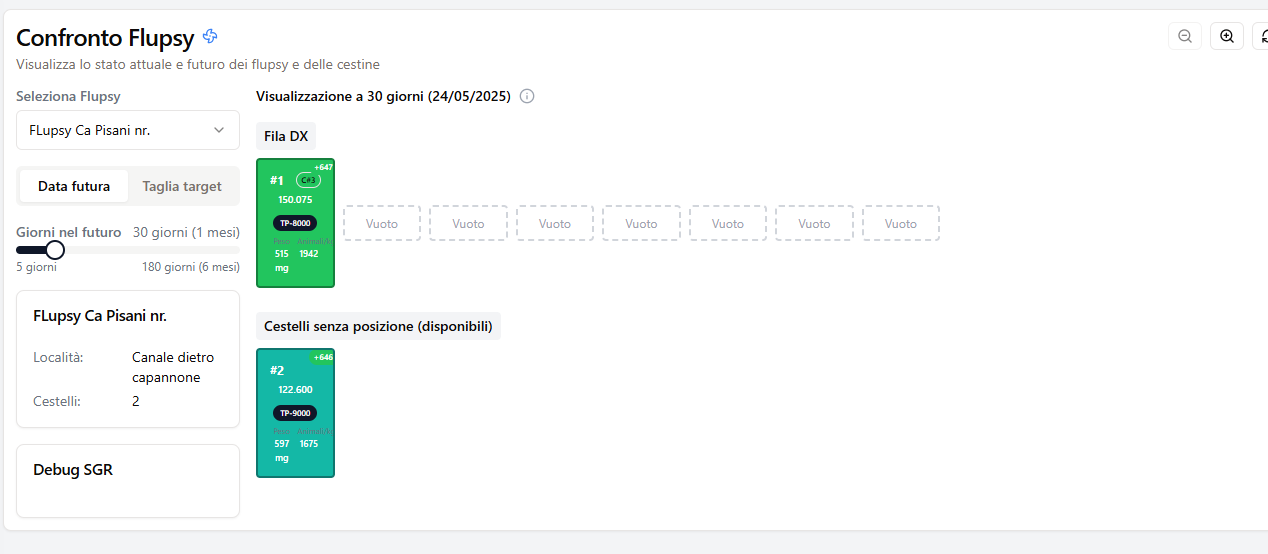 Confronto Flupsy
Visualizza lo stato attuale e futuro dei flupsy e delle cestine
Seleziona Flupsy
FLupsy Ca Pisani nr.
Data futura
Taglia target
Giorni nel futuro
30 giorni (1 mesi)
5 giorni
180 giorni (6 mesi)
FLupsy Ca Pisani nr.
Località:
Canale dietro
capannone
Cestelli:
2
Debug SGR
Visualizzazione a 30 giorni (24/05/2025)
Fila DX
+647
#1
C#3
150.075
TP-8000
Peso
515
mg
1942
Vuoto
Vuoto
Vuoto
Vuoto
Vuoto
Vuoto
Vuoto
Cestelli senza posizione (disponibili)
+646
#2
122.600
TP-9000
Peso
597
mg
1675